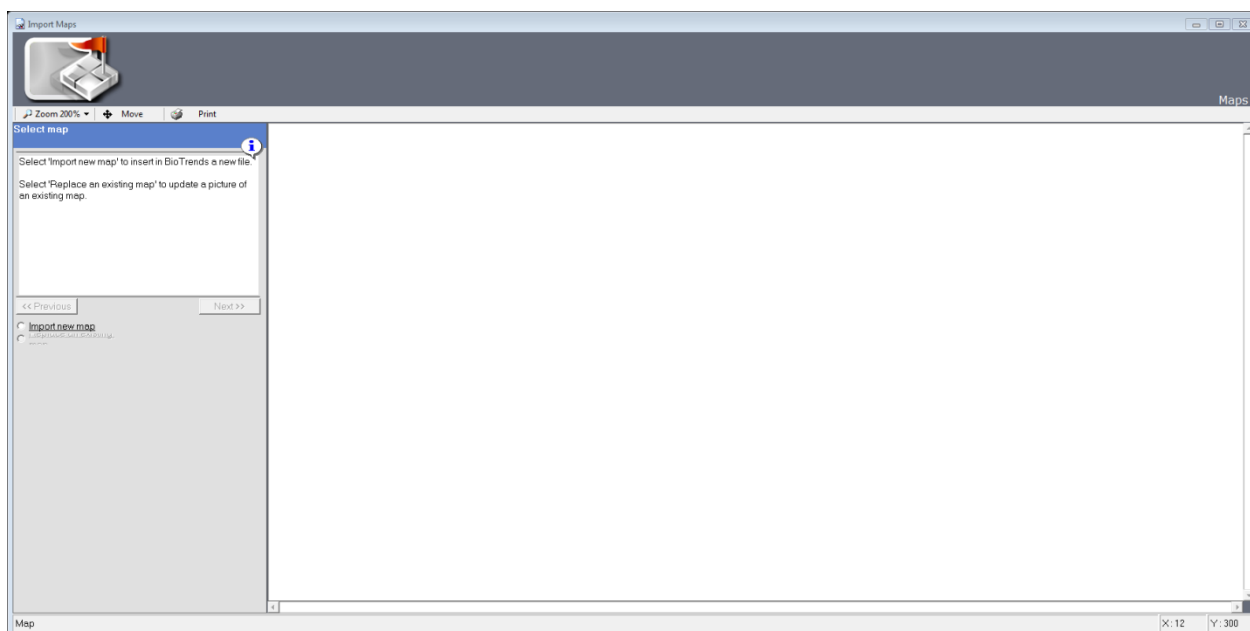 Import Maps
Maps
Zoom 200% Move Print
Select map
Select 'Import new map' to insert in BioTrends a new file.
Select 'Replace an existing map' to update a picture of
an existing map.
<< Previous Next >>
Import new map
Map X: 12 Y: 300